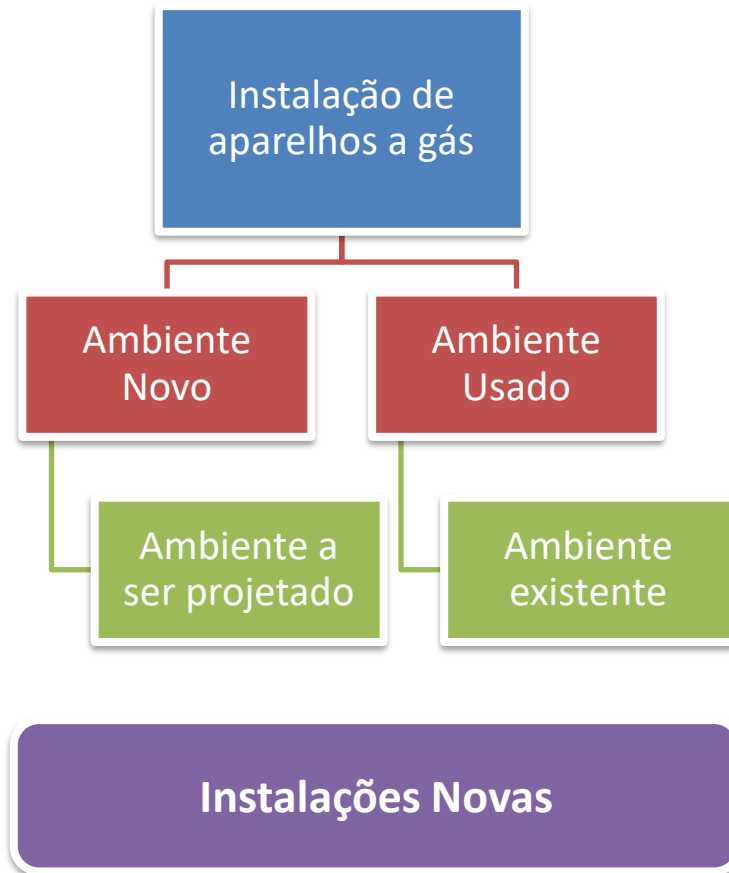 Instalação de
aparelhos a gás
Ambiente
Novo
Ambiente
Usado
Ambiente a
ser projetado
Ambiente
existente
Instalações Novas